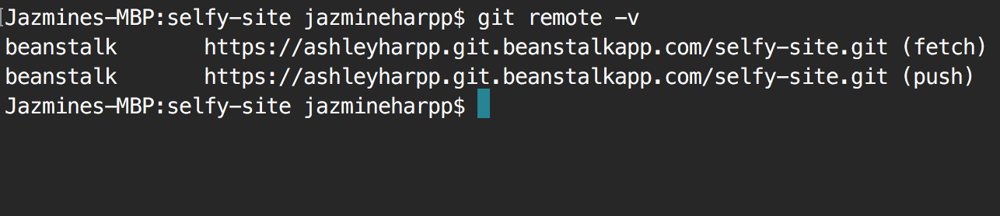 Jazmines-MBP:selfy-site jazmineharpp$ git remote -v
beanstalk	https://ashleyharpp.git.beanstalkapp.com/selfy-site.git (fetch)
beanstalk	https://ashleyharpp.git.beanstalkapp.com/selfy-site.git (push)
Jazmines-MBP:selfy-site jazmineharpp$